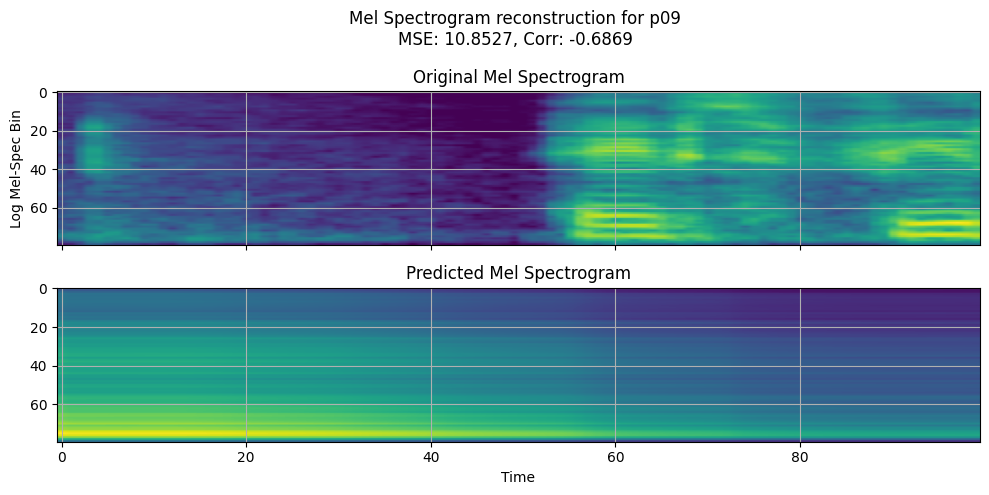 Mel Spectrogram reconstruction for p09
MSE: 10.8527, Corr: -0.6869
Original Mel Spectrogram
0
20
40
60
Log Mel-Spec Bin
Predicted Mel Spectrogram
0
20
40
60
0 20 40 60 80
Time